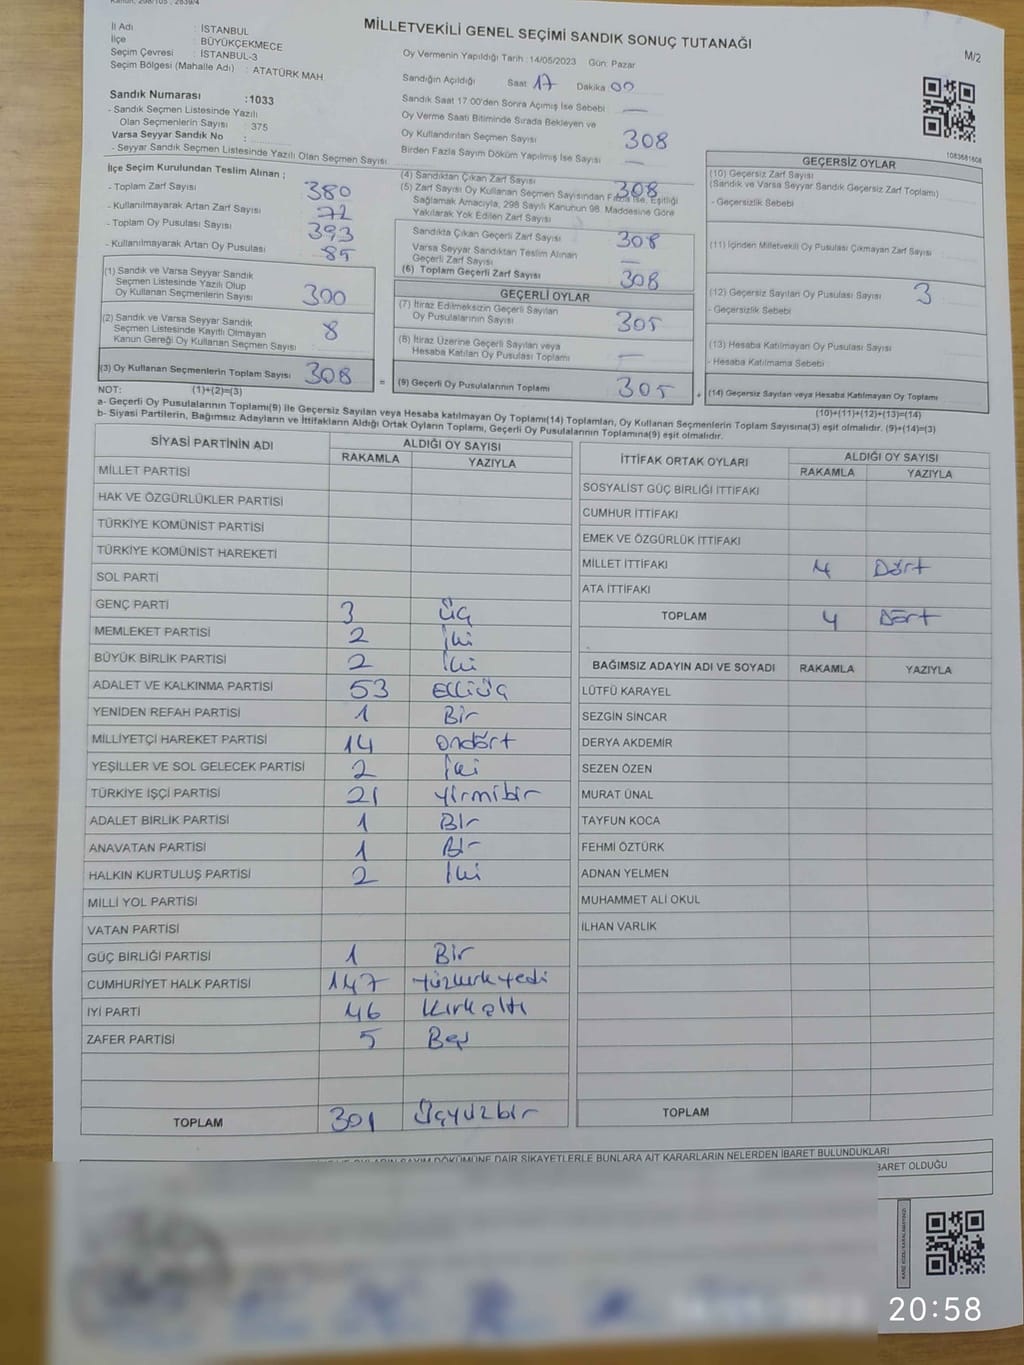 MİLLETVEKİLİ GENEL SEÇİMİ SANDIK SONUÇ TUTANAĞI
M/2
İl Adı : İSTANBUL
İlçe : BÜYÜKÇEKMECE
Seçim Çevresi : İSTANBUL-3
Seçim Bölgesi (Mahalle Adı) : ATATÜRK MAH
Sandık Numarası :1033
- Sandık Seçmen Listesinde Yazılı
Olan Seçmenlerin Sayısı : 375
Varsa Seyyar Sandık No :
- Seyyar Sandık Seçmen Listesinde Yazılı Olan Seçmen Sayısı:
Oy Vermenin Yapıldığı Tarih :14/05/2023 Gün: Pazar
Sandığın Açıldığı Saat 17 Dakika 00
Sandık Saat 17.00'den Sonra Açımış İse Sebebi —
Oy Verme Saati Bitiminde Sırada Bekleyen ve
Oy Kullandırılan Seçmen Sayısı 308
Birden Fazla Sayım Döküm Yapılmış İse Sayısı —
1083681606
İlçe Seçim Kurulundan Teslim Alınan ;
- Toplam Zarf Sayısı 380
- Kullanılmayarak Artan Zarf Sayısı 72
- Toplam Oy Pusulası Sayısı 393
- Kullanılmayarak Artan Oy Pusulası 85
(1) Sandık ve Varsa Seyyar Sandık
Seçmen Listesinde Yazılı Olup
Oy Kullanan Seçmenlerin Sayısı 300
(2) Sandık ve Varsa Seyyar Sandık
Seçmen Listesinde Kayıtlı Olmayan
Kanun Gereği Oy Kullanan Seçmen Sayısı 8
(3) Oy Kullanan Seçmenlerin Toplam Sayısı 308
(4) Sandıktan Çıkan Zarf Sayısı 308
(5) Zarf Sayısı Oy Kullanan Seçmen Sayısından Fazla İse, Eşitliği
Sağlamak Amacıyla, 298 Sayılı Kanunun 98. Maddesine Göre
Yakılarak Yok Edilen Zarf Sayısı
Sandıkta Çıkan Geçerli Zarf Sayısı 308
Varsa Seyyar Sandıktan Teslim Alınan
Geçerli Zarf Sayısı —
(6) Toplam Geçerli Zarf Sayısı 308
GEÇERLİ OYLAR
(7) İtiraz Edilmeksizin Geçerli Sayılan
Oy Pusulalarının Sayısı 305
(8) İtiraz Üzerine Geçerli Sayılan veya
Hesaba Katılan Oy Pusulası Toplamı —
= (9) Geçerli Oy Pusulalarının Toplamı 305
GEÇERSİZ OYLAR
(10) Geçersiz Zarf Sayısı
(Sandık ve Varsa Seyyar Sandık Geçersiz Zarf Toplamı)
- Geçersizlik Sebebi
(11) İçinden Milletvekili Oy Pusulası Çıkmayan Zarf Sayısı
(12) Geçersiz Sayılan Oy Pusulası Sayısı 3
- Geçersizlik Sebebi
(13) Hesaba Katılmayan Oy Pusulası Sayısı
- Hesaba Katılmama Sebebi
+ (14) Geçersiz Sayılan veya Hesaba Katılmayan Oy Toplamı
NOT: (1)+(2)=(3)
(10)+(11)+(12)+(13)=(14)
a- Geçerli Oy Pusulalarının Toplamı(9) ile Geçersiz Sayılan veya Hesaba katılmayan Oy Toplamı(14) Toplamları, Oy Kullanan Seçmenlerin Toplam Sayısına(3) eşit olmalıdır. (9)+(14)=(3)
b- Siyasi Partilerin, Bağımsız Adayların ve İttifakların Aldığı Ortak Oyların Toplamı, Geçerli Oy Pusulalarının Toplamına(9) eşit olmalıdır.
SİYASİ PARTİNİN ADI ALDIĞI OY SAYISI
RAKAMLA YAZIYLA
MİLLET PARTİSİ
HAK VE ÖZGÜRLÜKLER PARTİSİ
TÜRKİYE KOMÜNİST PARTİSİ
TÜRKİYE KOMÜNİST HAREKETİ
SOL PARTİ
GENÇ PARTİ 3 Üç
MEMLEKET PARTİSİ 2 İki
BÜYÜK BİRLİK PARTİSİ 2 İki
ADALET VE KALKINMA PARTİSİ 53 Elliüç
YENİDEN REFAH PARTİSİ 1 Bir
MİLLİYETÇİ HAREKET PARTİSİ 14 Ondört
YEŞİLLER VE SOL GELECEK PARTİSİ 2 İki
TÜRKİYE İŞÇİ PARTİSİ 21 yirmibir
ADALET BİRLİK PARTİSİ 1 Bir
ANAVATAN PARTİSİ 1 Bir
HALKIN KURTULUŞ PARTİSİ 2 İki
MİLLİ YOL PARTİSİ
VATAN PARTİSİ
GÜÇ BİRLİĞİ PARTİSİ 1 Bir
CUMHURİYET HALK PARTİSİ 147 Yüzkırkyedi
İYİ PARTİ 46 Kırkaltı
ZAFER PARTİSİ 5 Beş
TOPLAM 301 Üçyüzbir
İTTİFAK ORTAK OYLARI ALDIĞI OY SAYISI
RAKAMLA YAZIYLA
SOSYALİST GÜÇ BİRLİĞİ İTTİFAKI
CUMHUR İTTİFAKI
EMEK VE ÖZGÜRLÜK İTTİFAKI
MİLLET İTTİFAKI 4 Dört
ATA İTTİFAKI
TOPLAM 4 Dört
BAĞIMSIZ ADAYIN ADI VE SOYADI RAKAMLA YAZIYLA
LÜTFÜ KARAYEL
SEZGİN SİNCAR
DERYA AKDEMİR
SEZEN ÖZEN
MURAT ÜNAL
TAYFUN KOCA
FEHMİ ÖZTÜRK
ADNAN YELMEN
MUHAMMET ALİ OKUL
İLHAN VARLIK
TOPLAM
OYLARIN SAYIM DÖKÜMÜNE DAİR ŞİKAYETLERLE BUNLARA AİT KARARLARIN NELERDEN İBARET BULUNDUKLARI
BARET OLDUĞU
20:58